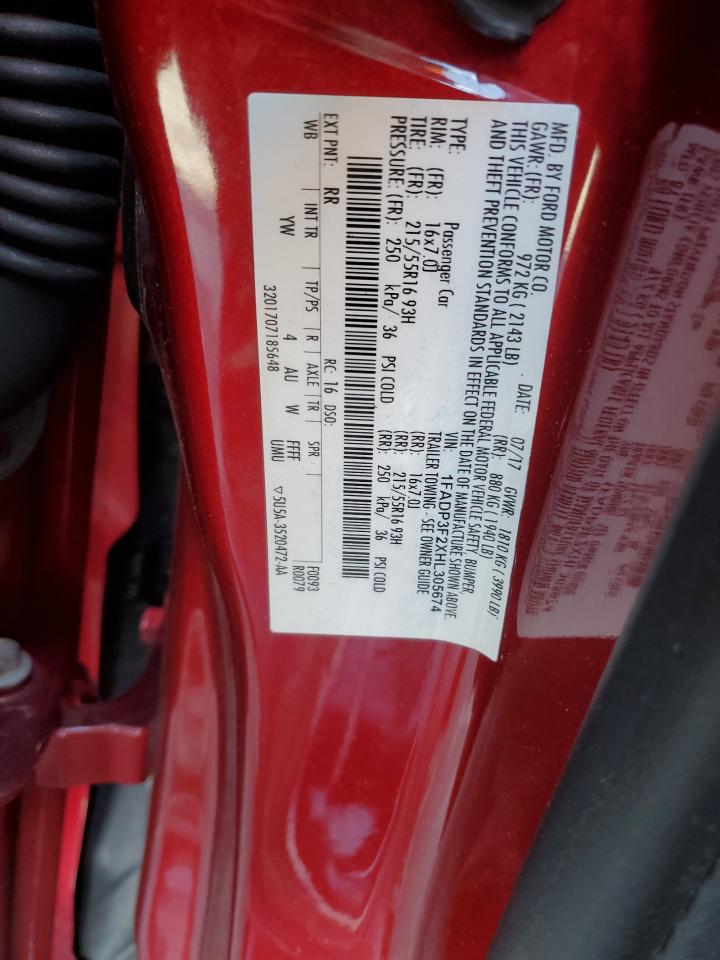 MFD. BY FORD MOTOR CO.
DATE: 07/17 GVWR: 1810 KG ( 3990 LB)
GAWR:(FR): 972 KG ( 2143 LB) (RR): 880 KG ( 1940 LB)
THIS VEHICLE CONFORMS TO ALL APPLICABLE FEDERAL MOTOR VEHICLE SAFETY, BUMPER
AND THEFT PREVENTION STANDARDS IN EFFECT ON THE DATE OF MANUFACTURE SHOWN ABOVE.
VIN: 1FADP3F2XHL305674
TYPE: Passenger Car TRAILER TOWING - SEE OWNER GUIDE
RIM: (FR): 16x7.0J (RR): 16x7.0J
TIRE: (FR): 215/55R16 93H (RR): 215/55R16 93H
PRESSURE: (FR): 250 kPa/ 36 PSI COLD (RR): 250 kPa/ 36 PSI COLD
EXT PNT: RR RC: 16 DSO: F0093
R0079
WB INT TR TP/PS R AXLE TR SPR
YW 4 AU W FFFF
UMU
3201707185648 ▽5U5A-3520472-AA